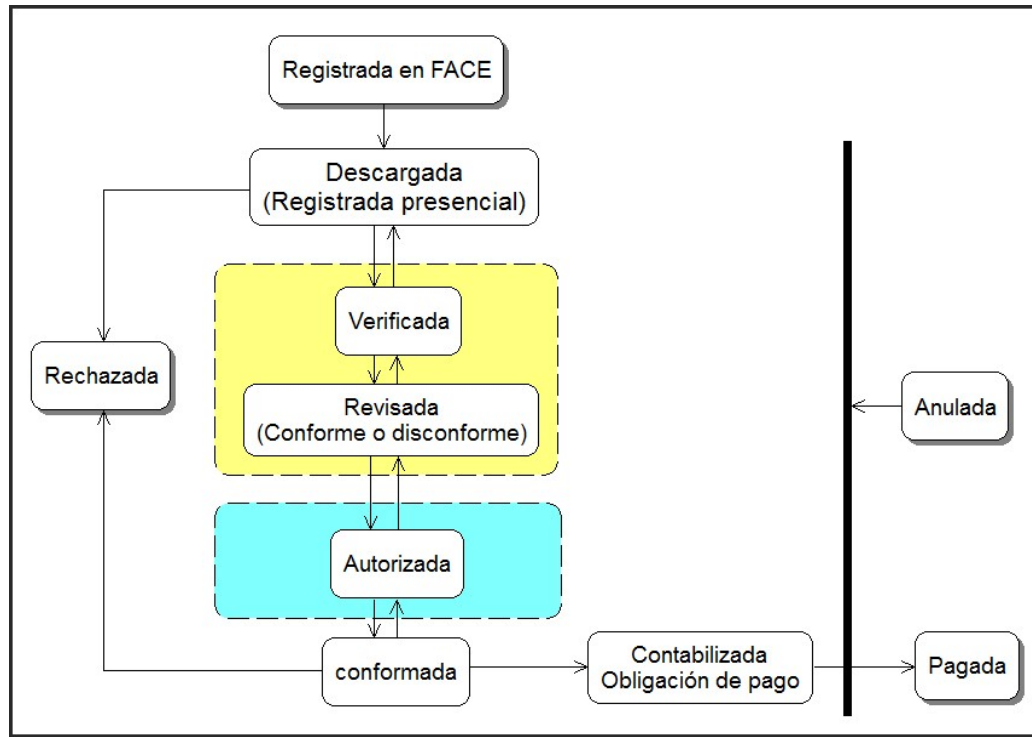 Registrada en FACE
Descargada
(Registrada presencial)
Verificada
Rechazada
Revisada
(Conforme o disconforme)
Anulada
Autorizada
conformada
Contabilizada
Obligación de pago
Pagada